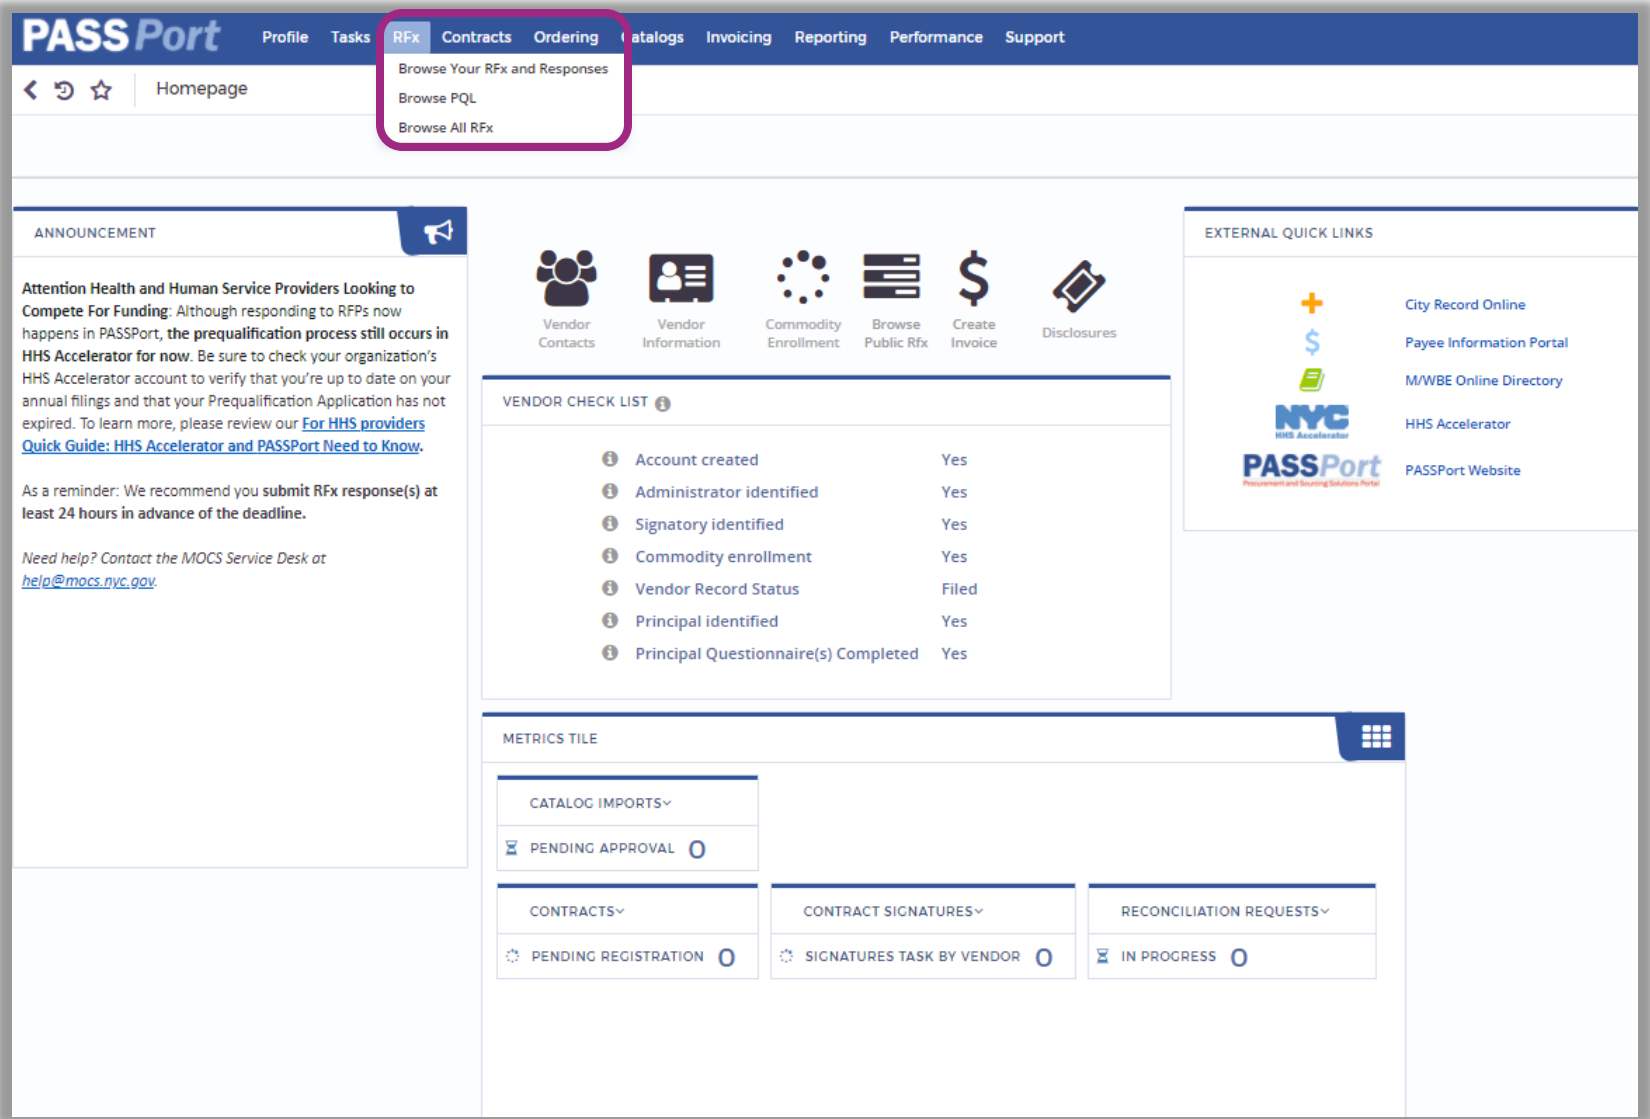 PASSPort Profile Tasks RFx Contracts Ordering atalogs Invoicing Reporting Performance Support
Browse Your RFx and Responses
Browse PQL
Browse All RFx
Homepage
ANNOUNCEMENT
Attention Health and Human Service Providers Looking to
Compete For Funding: Although responding to RFPs now
happens in PASSPort, the prequalification process still occurs in
HHS Accelerator for now. Be sure to check your organization's
HHS Accelerator account to verify that you're up to date on your
annual filings and that your Prequalification Application has not
expired. To learn more, please review our For HHS providers
Quick Guide: HHS Accelerator and PASSPort Need to Know.
As a reminder: We recommend you submit RFx response(s) at
least 24 hours in advance of the deadline.
Need help? Contact the MOCS Service Desk at
help@mocs.nyc.gov.
Vendor
Contacts
Vendor
Information
Commodity
Enrollment
Browse
Public Rfx
Create
Invoice
Disclosures
VENDOR CHECK LIST
Account created Yes
Administrator identified Yes
Signatory identified Yes
Commodity enrollment Yes
Vendor Record Status Filed
Principal identified Yes
Principal Questionnaire(s) Completed Yes
METRICS TILE
CATALOG IMPORTS
PENDING APPROVAL 0
CONTRACTS
PENDING REGISTRATION 0
CONTRACT SIGNATURES
SIGNATURES TASK BY VENDOR 0
RECONCILIATION REQUESTS
IN PROGRESS 0
EXTERNAL QUICK LINKS
City Record Online
Payee Information Portal
M/WBE Online Directory
NYC
HHS Accelerator
HHS Accelerator
PASSPort
Procurement and Sourcing Solutions Portal
PASSPort Website